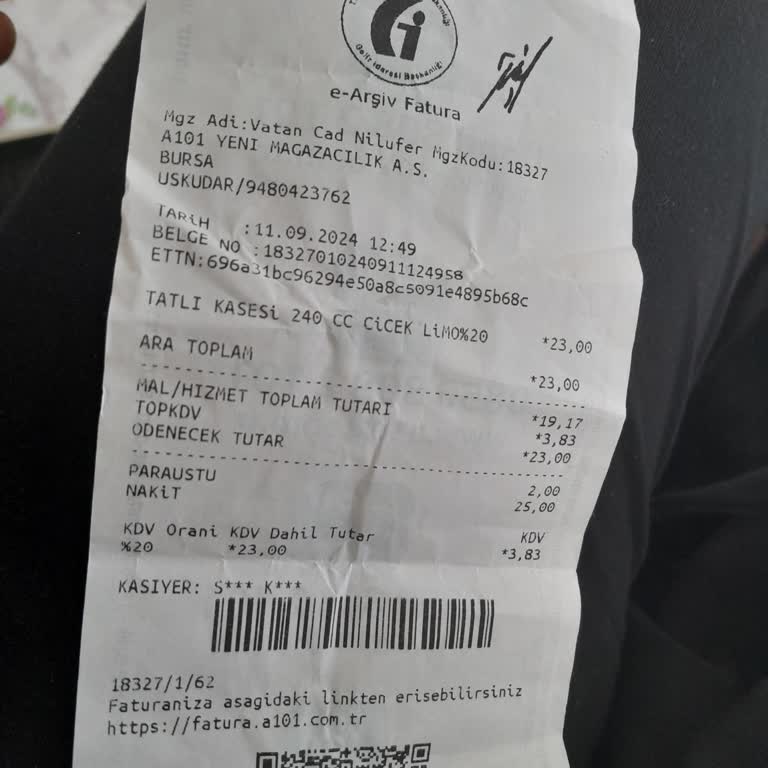 Gelir İdaresi Başkanlığı
e-Arşiv Fatura
Mgz Adi:Vatan Cad Nilufer MgzKodu:18327
A101 YENI MAGAZACILIK A.S.
BURSA
USKUDAR/9480423762
TARiH :11.09.2024 12:49
BELGE NO :18327010240911124958
ETTN:696a31bc96294e50a8c5091e4895b68c
TATLI KASESi 240 CC CiCEK LiMO%20 *23,00
ARA TOPLAM *23,00
MAL/HIZMET TOPLAM TUTARI *19,17
TOPKDV *3,83
ODENECEK TUTAR *23,00
PARAUSTU 2,00
NAKiT 25,00
KDV Orani KDV Dahil Tutar KDV
%20 *23,00 *3,83
KASIYER: S*** K***
18327/1/62
Faturaniza asagidaki linkten erisebilirsiniz
https://fatura.a101.com.tr